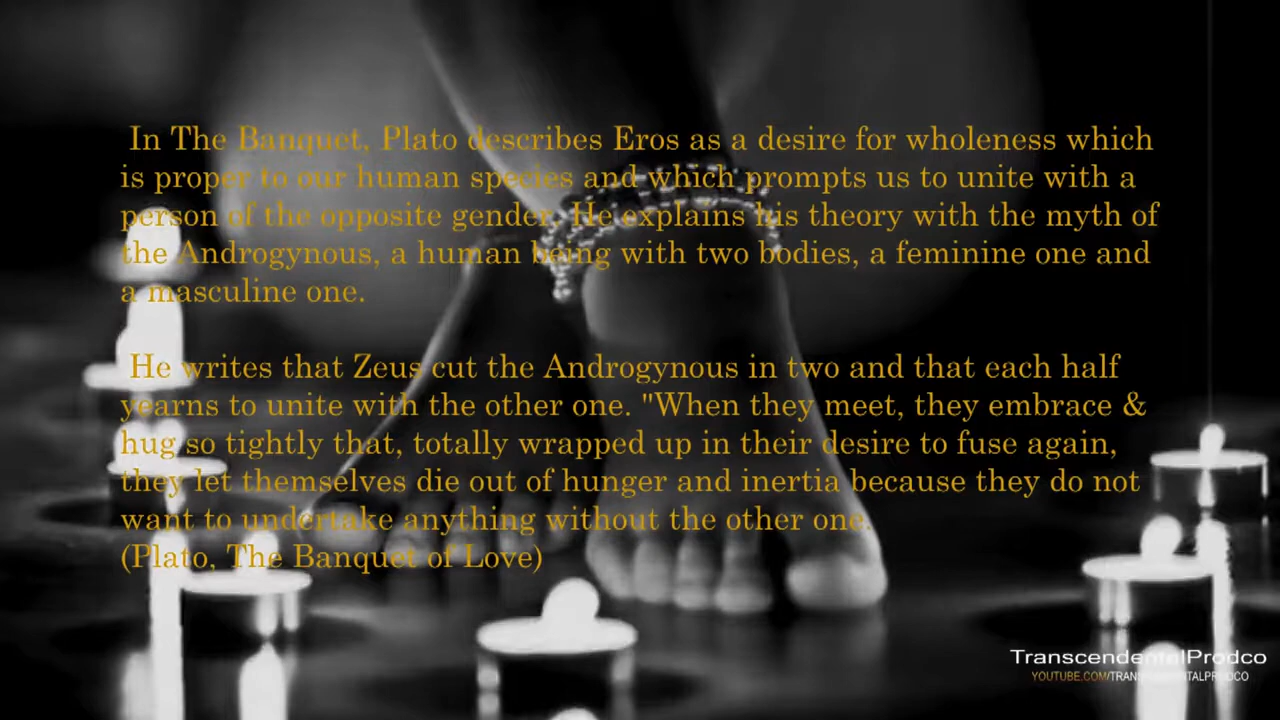 In The Banquet, Plato describes Eros as a desire for wholeness which
is proper to our human species and which prompts us to unite with a
person of the opposite gender. He explains his theory with the myth of
the Androgynous, a human being with two bodies, a feminine one and
a masculine one.
He writes that Zeus cut the Androgynous in two and that each half
yearns to unite with the other one. "When they meet, they embrace &
hug so tightly that, totally wrapped up in their desire to fuse again,
they let themselves die out of hunger and inertia because they do not
want to undertake anything without the other one.
(Plato, The Banquet of Love)
TranscendentalProdco
YOUTUBE.COM/TRANSCENDENTALPRODCO